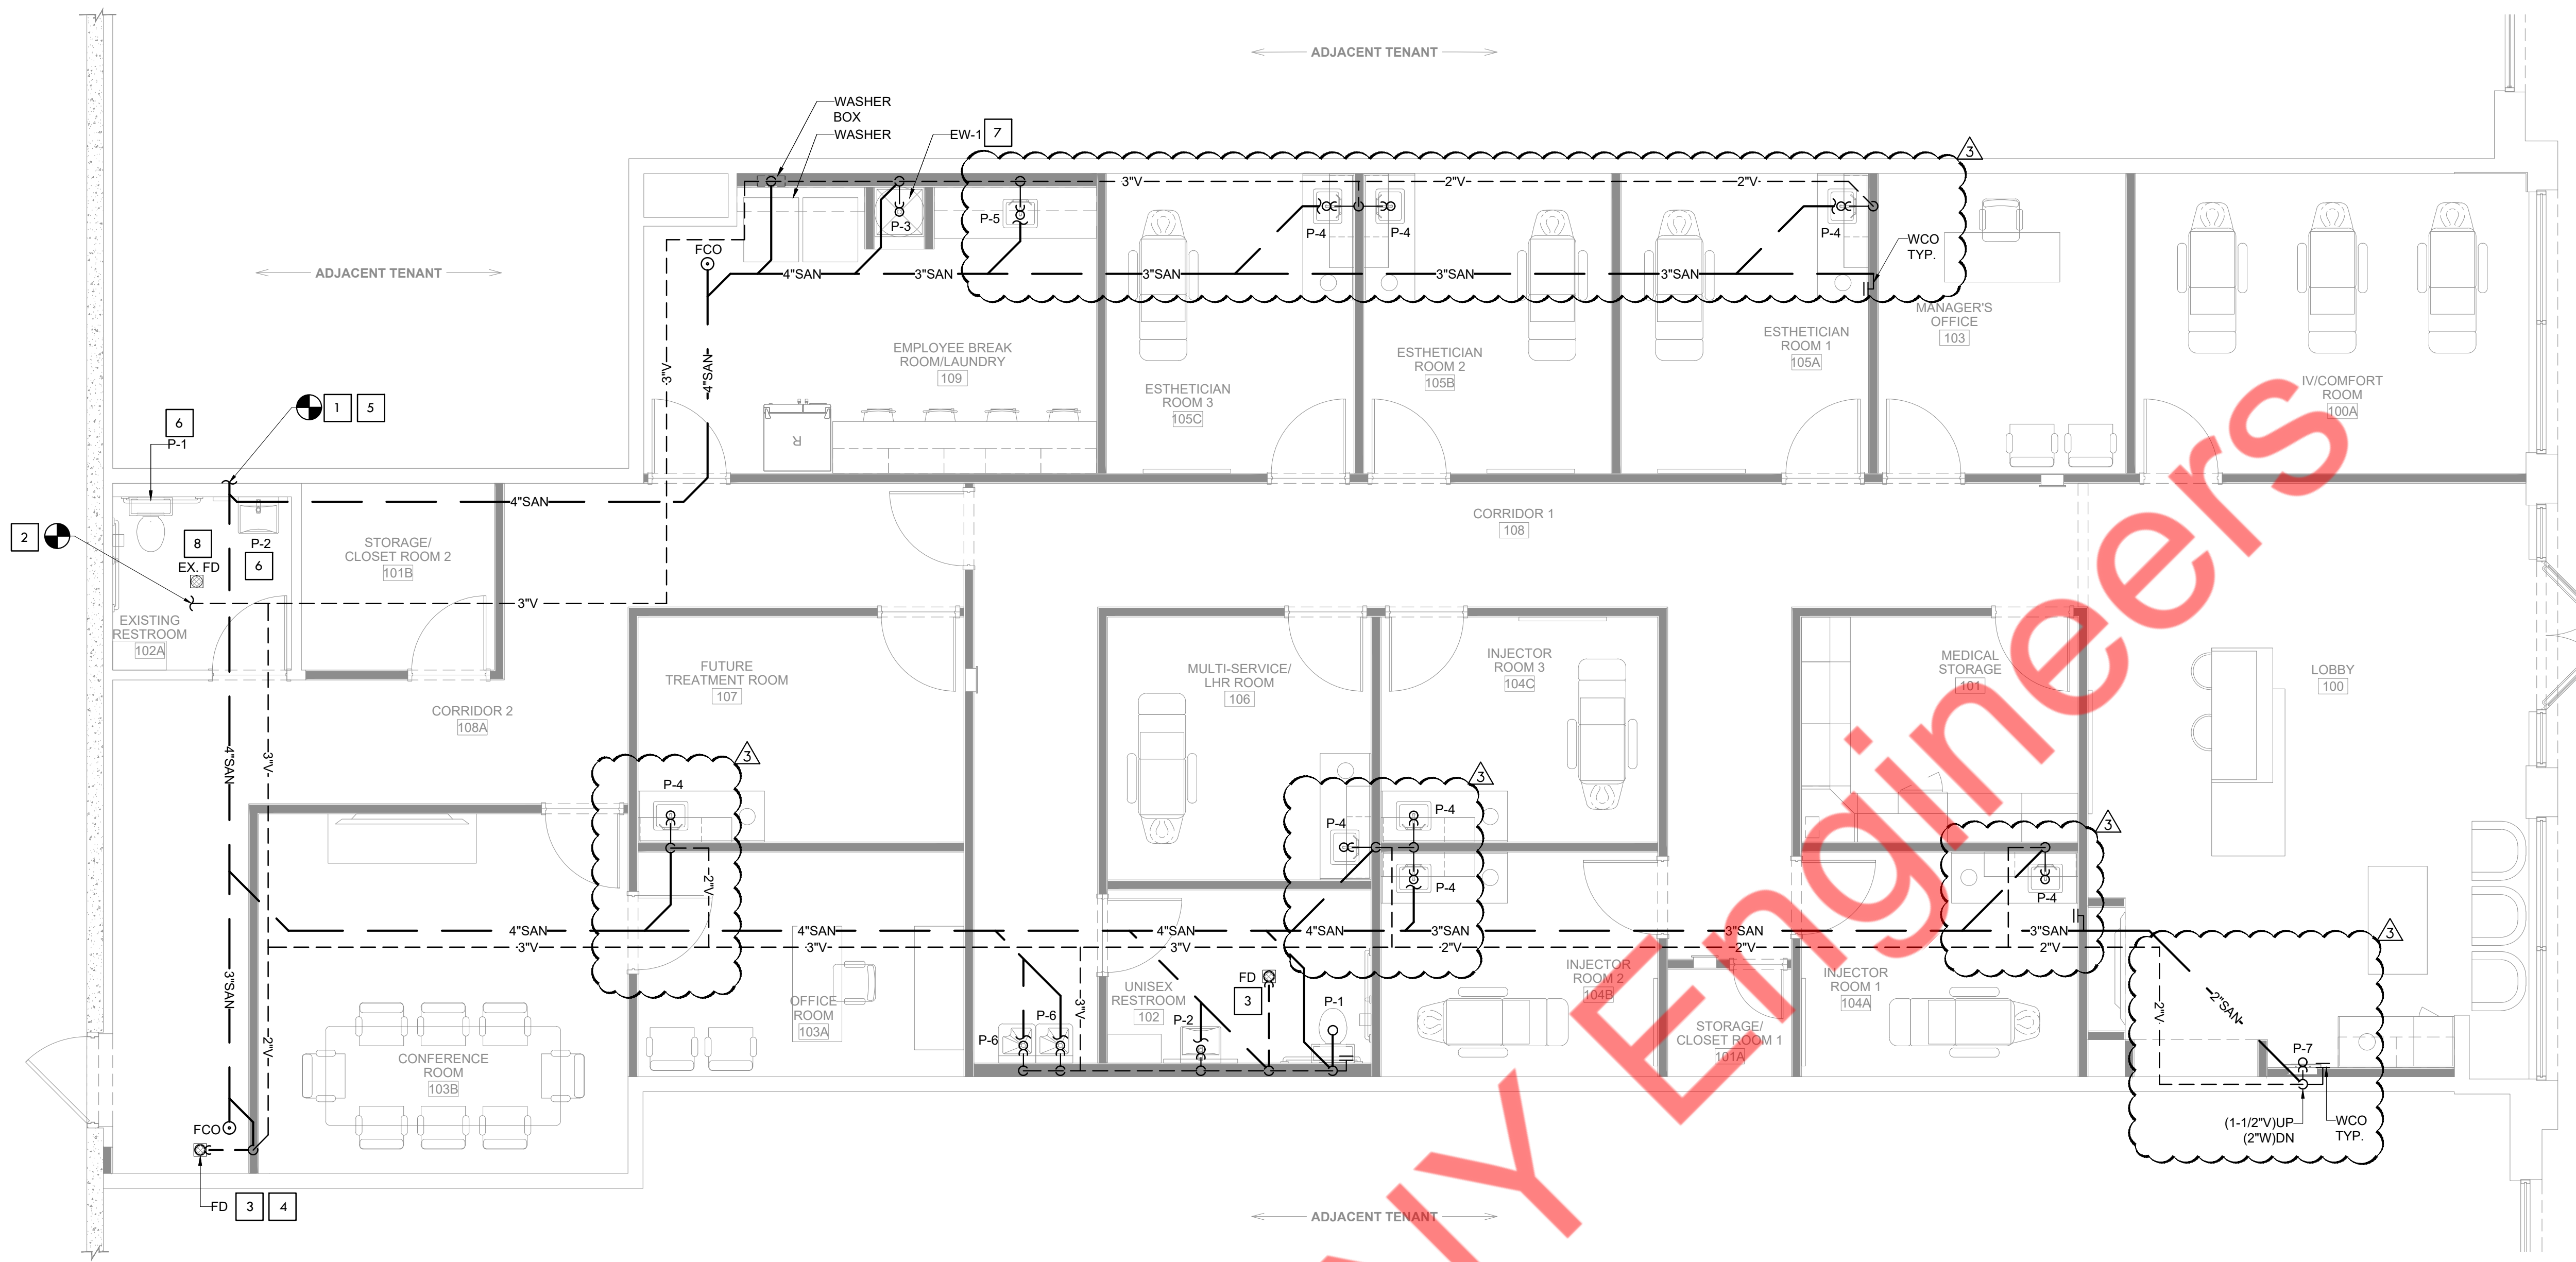 ADJACENT TENANT
WASHER
BOX
WASHER
EW-1
7
3
3"V
2"V
2"V
P-5
P-3
P-4
P-4
P-4
FCO
WCO
TYP.
ADJACENT TENANT
4"SAN
3"SAN
3"SAN
3"SAN
3"SAN
MANAGER'S
OFFICE
103
ESTHETICIAN
ROOM 1
105A
EMPLOYEE BREAK
ROOM/LAUNDRY
109
ESTHETICIAN
ROOM 2
105B
ESTHETICIAN
ROOM 3
105C
IV/COMFORT
ROOM
100A
3"V
4"SAN
R
1
5
6
P-1
4"SAN
CORRIDOR 1
108
2
8
EX. FD
P-2
6
STORAGE/
CLOSET ROOM 2
101B
3"V
EXISTING
RESTROOM
102A
FUTURE
TREATMENT ROOM
107
MULTI-SERVICE/
LHR ROOM
106
INJECTOR
ROOM 3
104C
MEDICAL
STORAGE
101
LOBBY
100
CORRIDOR 2
108A
4"SAN
3"V
3
P-4
2"V
3
P-4
P-4
P-4
3
P-4
4"SAN
4"SAN
4"SAN
4"SAN
3"SAN
3"SAN
3"SAN
3"V
3"V
3"V
2"V
2"V
2"V
3
3"SAN
2"V
OFFICE
ROOM
103A
P-6
P-6
3"V
UNISEX
RESTROOM
102
P-2
FD
3
P-1
INJECTOR
ROOM 2
104B
INJECTOR
ROOM 1
104A
STORAGE/
CLOSET ROOM 1
101A
2"V
2"SAN
P-7
CONFERENCE
ROOM
103B
FCO
(1-1/2"V)UP
(2"W)DN
WCO
TYP.
FD
3
4
ADJACENT TENANT
NY Engineers